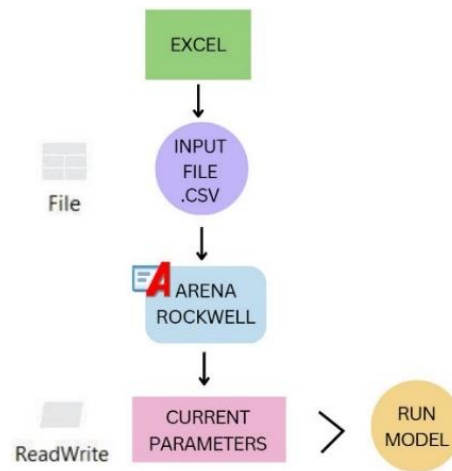 EXCEL
INPUT
FILE
.CSV
File
A
ARENA
ROCKWELL
CURRENT
PARAMETERS
>
RUN
MODEL
ReadWrite